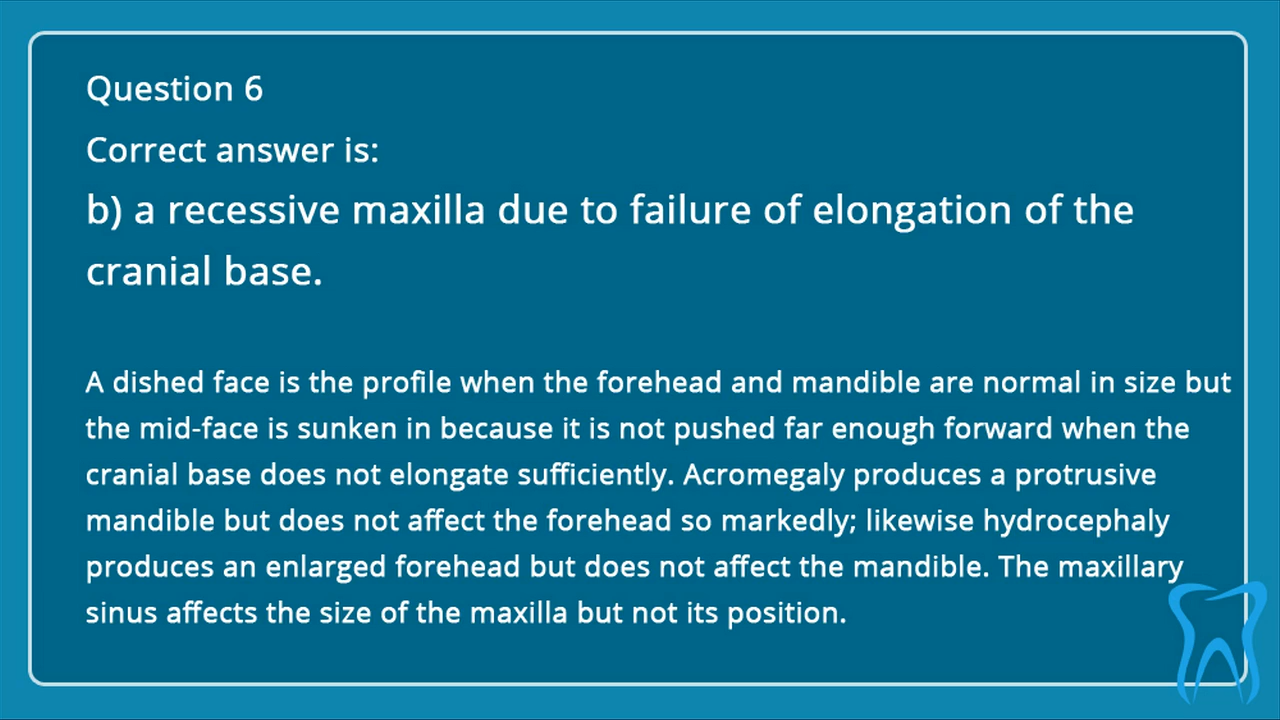 Question 6
Correct answer is:
b) a recessive maxilla due to failure of elongation of the
cranial base.
A dished face is the profile when the forehead and mandible are normal in size but
the mid-face is sunken in because it is not pushed far enough forward when the
cranial base does not elongate sufficiently. Acromegaly produces a protrusive
mandible but does not affect the forehead so markedly; likewise hydrocephaly
produces an enlarged forehead but does not affect the mandible. The maxillary
sinus affects the size of the maxilla but not its position.